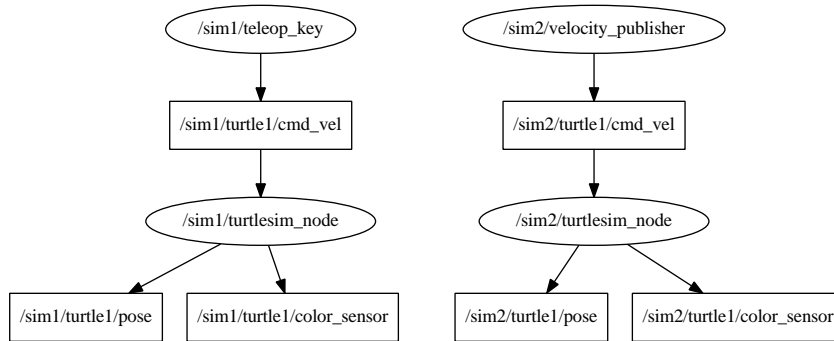 /sim1/teleop_key
/sim2/velocity_publisher
/sim1/turtle1/cmd_vel
/sim2/turtle1/cmd_vel
/sim1/turtlesim_node
/sim2/turtlesim_node
/sim1/turtle1/pose
/sim1/turtle1/color_sensor
/sim2/turtle1/pose
/sim2/turtle1/color_sensor